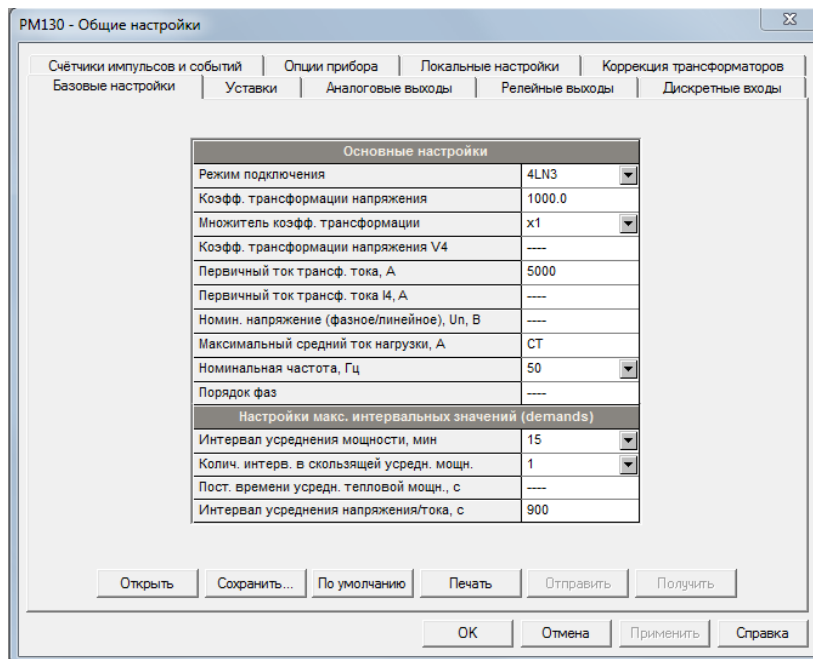 PM130 - Общие настройки
Счётчики импульсов и событий Опции прибора Локальные настройки Коррекция трансформаторов
Базовые настройки Уставки Аналоговые выходы Релейные выходы Дискретные входы
Основные настройки
Режим подключения 4LN3
Коэфф. трансформации напряжения 1000.0
Множитель коэфф. трансформации x1
Коэфф. трансформации напряжения V4 ----
Первичный ток трансф. тока, А 5000
Первичный ток трансф. тока I4, А ----
Номин. напряжение (фазное/линейное), Un, В ----
Максимальный средний ток нагрузки, А CT
Номинальная частота, Гц 50
Порядок фаз ----
Настройки макс. интервальных значений (demands)
Интервал усреднения мощности, мин 15
Колич. интерв. в скользящей усредн. мощн. 1
Пост. времени усредн. тепловой мощн., с ----
Интервал усреднения напряжения/тока, с 900
Открыть Сохранить... По умолчанию Печать Отправить Получить
OK Отмена Применить Справка